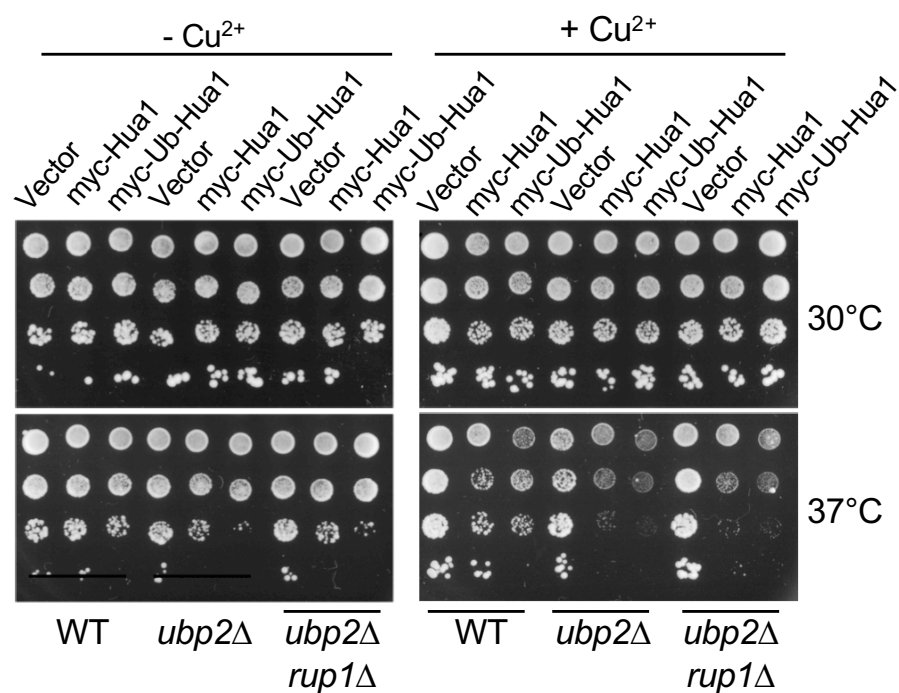 - Cu²⁺ + Cu²⁺
Vector myc-Hua1 myc-Ub-Hua1 Vector myc-Hua1 myc-Ub-Hua1 Vector myc-Hua1 myc-Ub-Hua1 Vector myc-Hua1 myc-Ub-Hua1 Vector myc-Hua1 myc-Ub-Hua1 Vector myc-Hua1 myc-Ub-Hua1
30°C
37°C
WT ubp2Δ ubp2Δ WT ubp2Δ ubp2Δ
rup1Δ rup1Δ